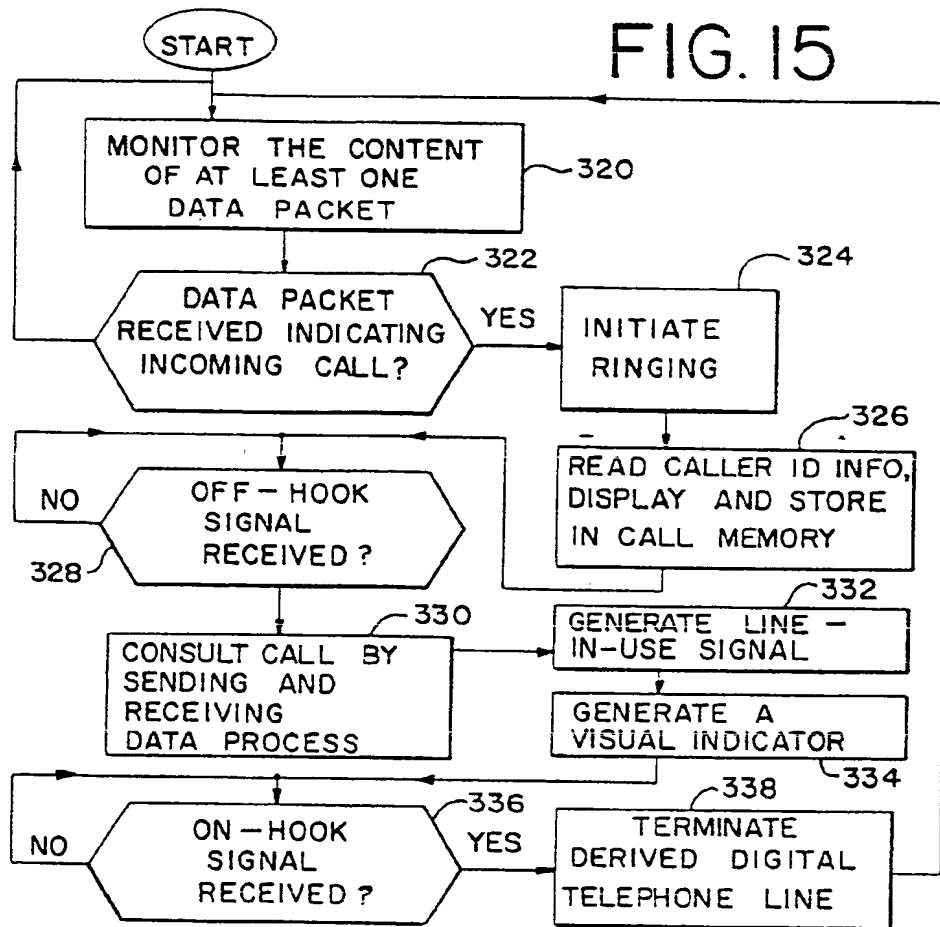 FIG. 15
START
MONITOR THE CONTENT
OF AT LEAST ONE
DATA PACKET
320
322
DATA PACKET
RECEIVED INDICATING
INCOMING CALL?
YES
324
INITIATE
RINGING
326
READ CALLER ID INFO,
DISPLAY AND STORE
IN CALL MEMORY
NO
OFF-HOOK
SIGNAL
RECEIVED?
328
330
CONSULT CALL BY
SENDING AND
RECEIVING
DATA PROCESS
332
GENERATE LINE-
IN-USE SIGNAL
GENERATE A
VISUAL INDICATOR
334
336
NO
ON-HOOK
SIGNAL
RECEIVED?
YES
338
TERMINATE
DERIVED DIGITAL
TELEPHONE LINE